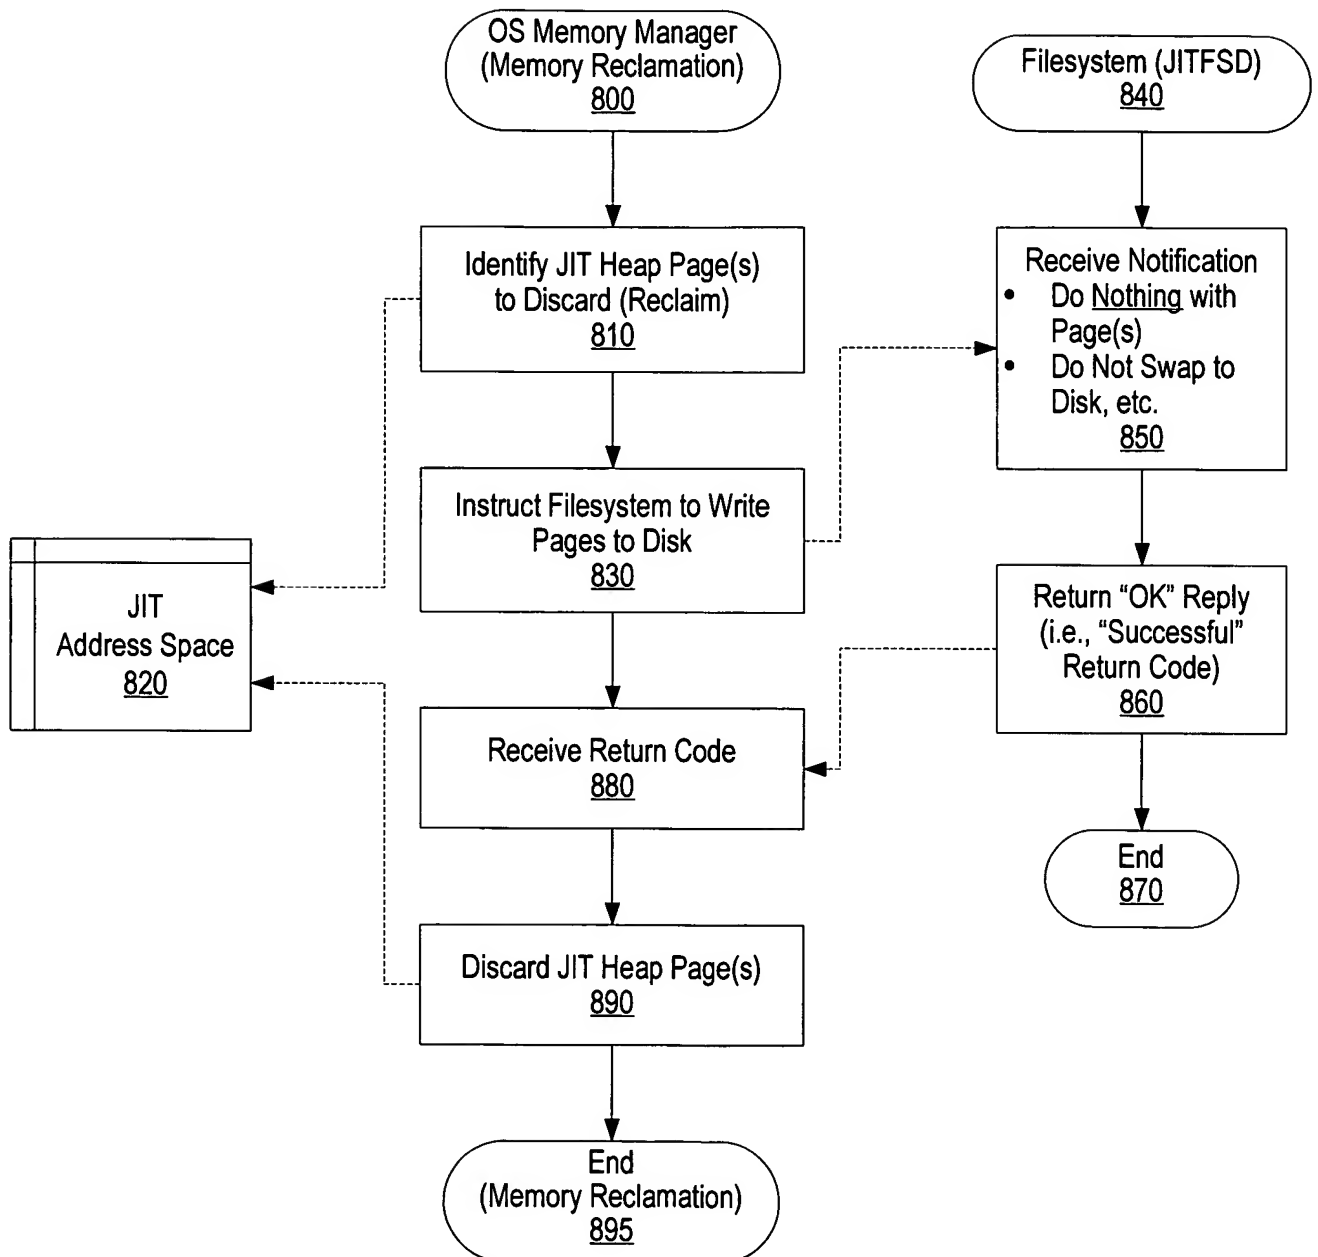 OS Memory Manager
(Memory Reclamation)
800
Filesystem (JITFSD)
840
Identify JIT Heap Page(s)
to Discard (Reclaim)
810
Receive Notification
• Do Nothing with
Page(s)
• Do Not Swap to
Disk, etc.
850
Instruct Filesystem to Write
Pages to Disk
830
JIT
Address Space
820
Return “OK” Reply
(i.e., “Successful”
Return Code)
860
Receive Return Code
880
End
870
Discard JIT Heap Page(s)
890
End
(Memory Reclamation)
895